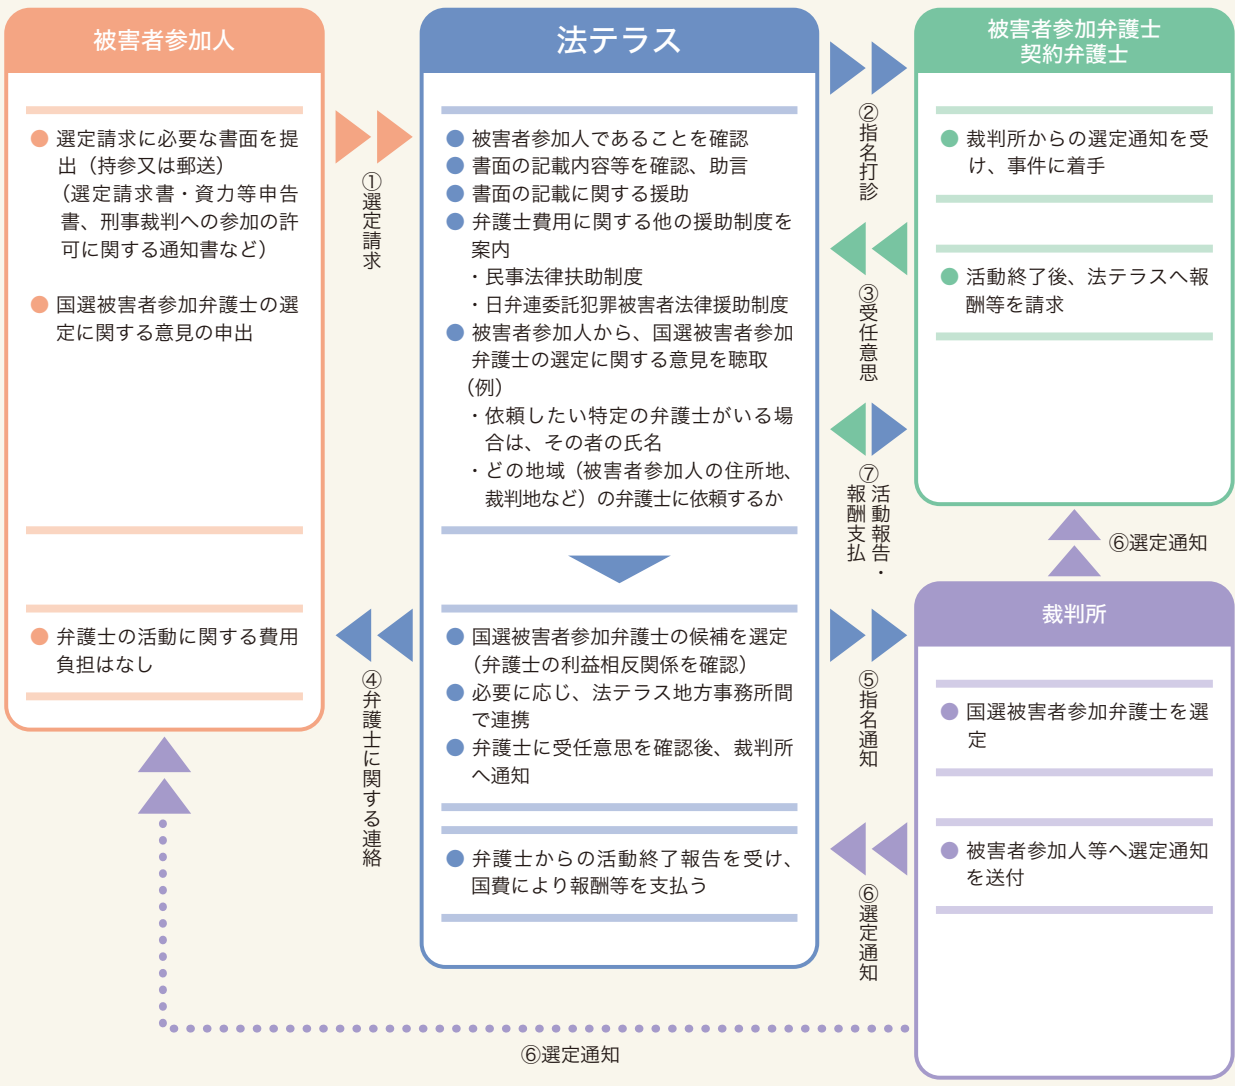 被害者参加人
● 選定請求に必要な書面を提
出（持参又は郵送）
（選定請求書・資力等申告
書、刑事裁判への参加の許
可に関する通知書など）
● 国選被害者参加弁護士の選
定に関する意見の申出
● 弁護士の活動に関する費用
負担はなし
①選定請求
④弁護士に関する連絡
法テラス
● 被害者参加人であることを確認
● 書面の記載内容等を確認、助言
● 書面の記載に関する援助
● 弁護士費用に関する他の援助制度を
案内
・民事法律扶助制度
・日弁連委託犯罪被害者法律援助制度
● 被害者参加人から、国選被害者参加
弁護士の選定に関する意見を聴取
（例）
・依頼したい特定の弁護士がいる場
合は、その者の氏名
・どの地域（被害者参加人の住所地、
裁判地など）の弁護士に依頼するか
● 国選被害者参加弁護士の候補を選定
（弁護士の利益相反関係を確認）
● 必要に応じ、法テラス地方事務所間
で連携
● 弁護士に受任意思を確認後、裁判所
へ通知
● 弁護士からの活動終了報告を受け、
国費により報酬等を支払う
②指名打診
③受任意思
⑦活動報告・
報酬支払
⑤指名通知
⑥選定通知
被害者参加弁護士
契約弁護士
● 裁判所からの選定通知を受
け、事件に着手
● 活動終了後、法テラスへ報
酬等を請求
⑥選定通知
裁判所
● 国選被害者参加弁護士を選
定
● 被害者参加人等へ選定通知
を送付
⑥選定通知